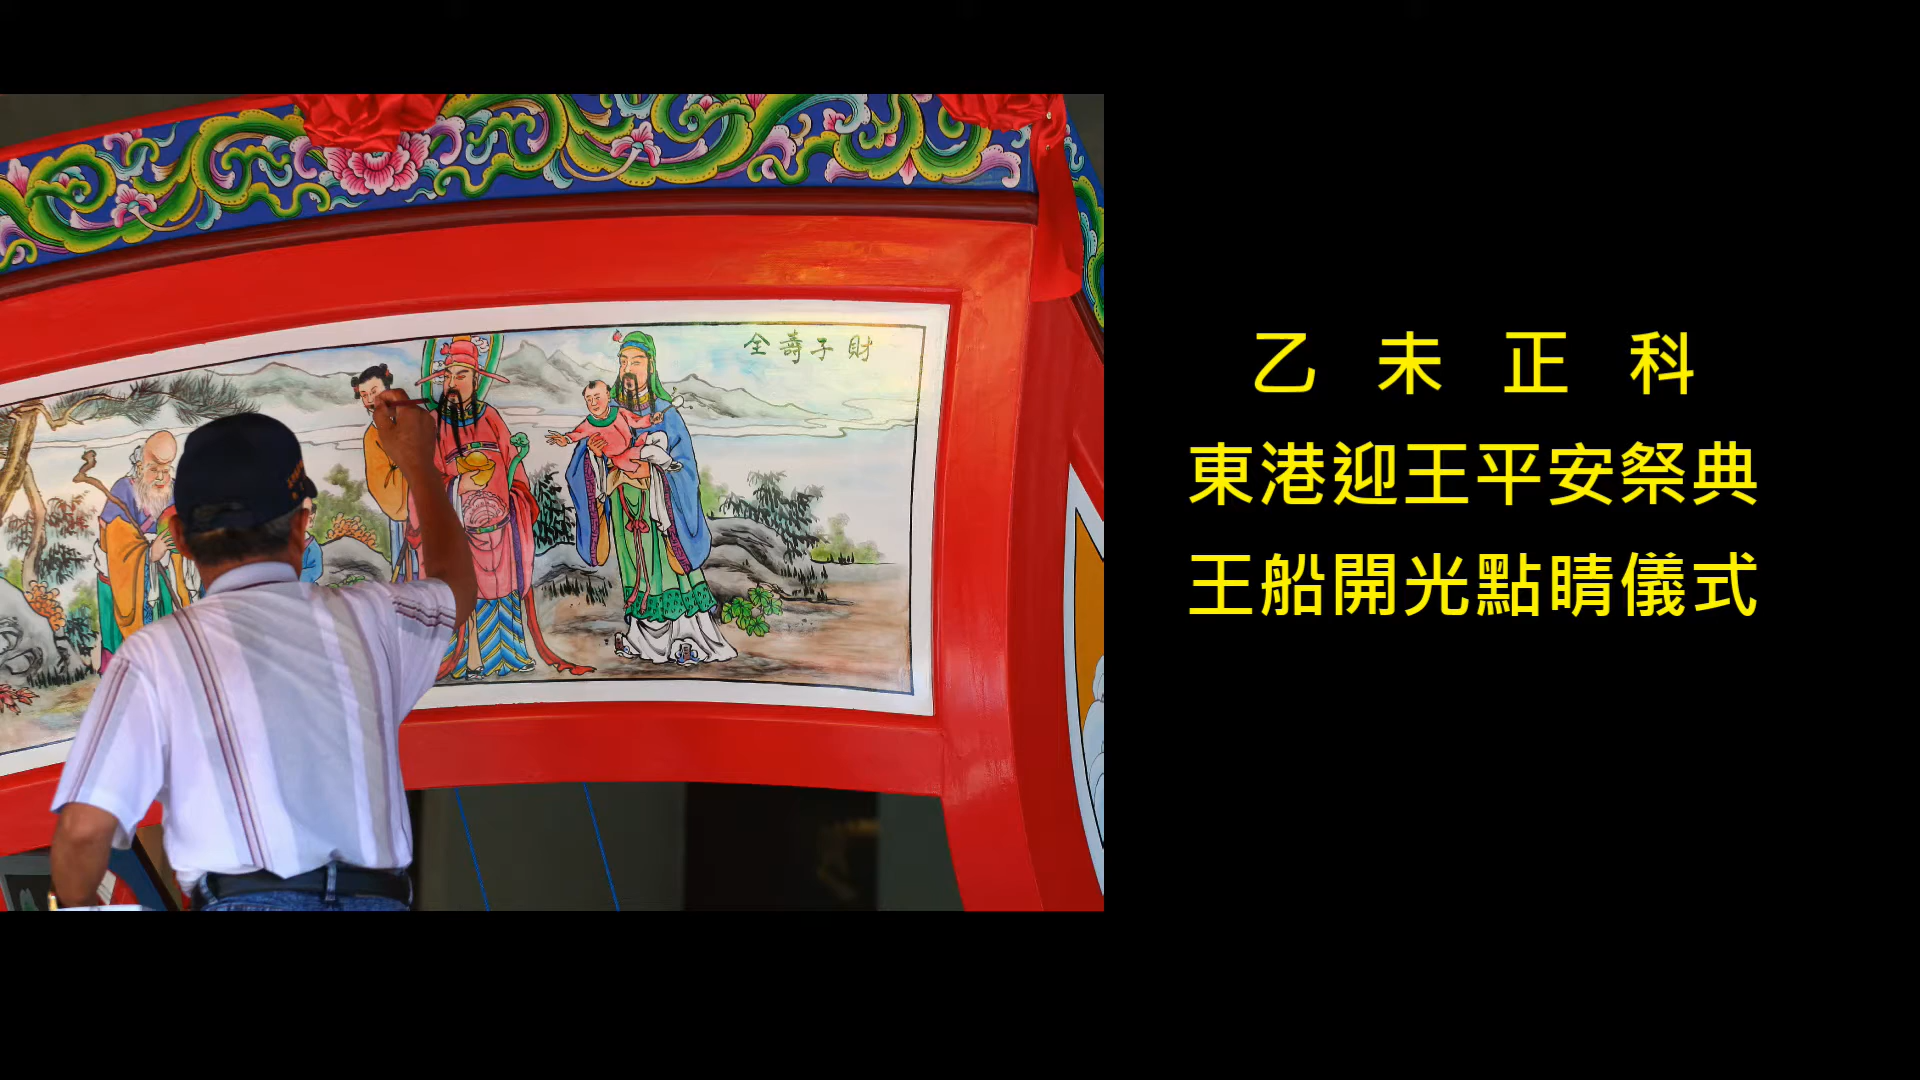 全壽子財
乙未正科
東港迎王平安祭典
王船開光點睛儀式